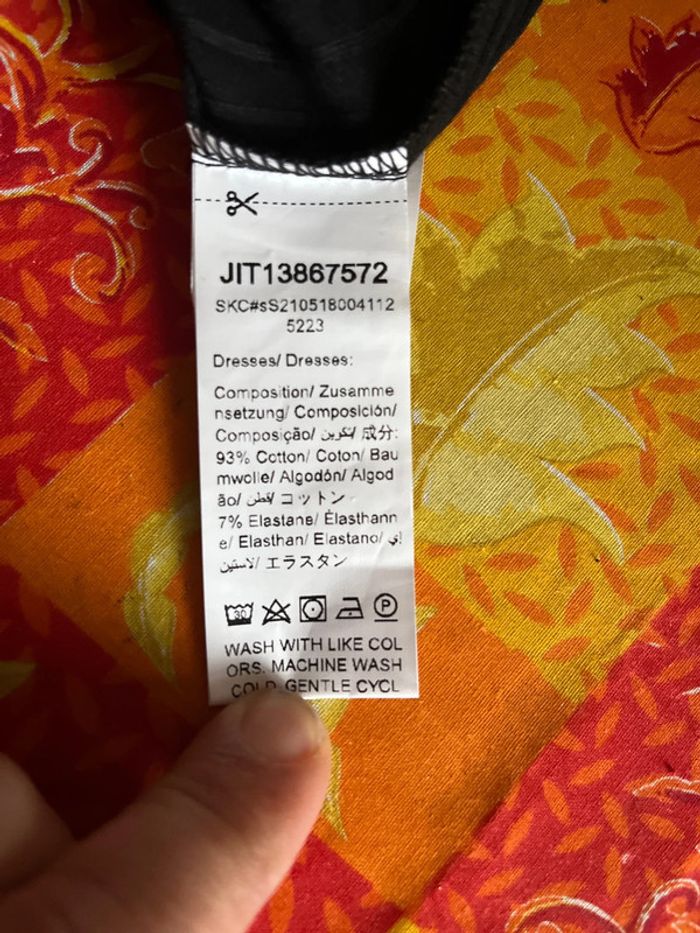 JIT13867572
SKC#sS210518004112
5223
Dresses/ Dresses:
Composition/ Zusamme
nsetzung/ Composición/
Composição/ تكوين/ 成分:
93% Cotton/ Coton/ Bau
mwolle/ Algodón/ Algod
ão/ قطن/ コットン
7% Elastane/ Élasthann
e/ Elasthan/ Elastano/ إي
لاستين/ エラスタン
30 P
WASH WITH LIKE COL
ORS. MACHINE WASH
COLD. GENTLE CYCL